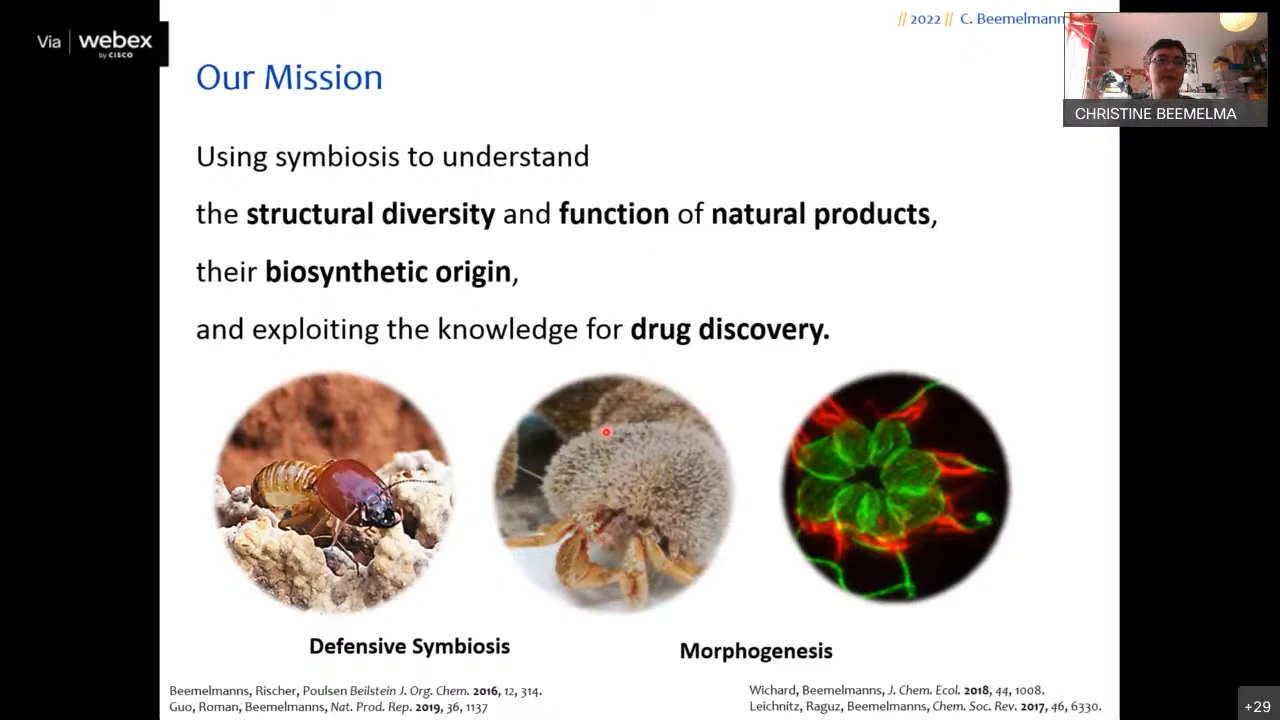 // 2022 // C. Beemelmann
Via webex
by CISCO
CHRISTINE BEEMELMA
Our Mission
Using symbiosis to understand
the structural diversity and function of natural products,
their biosynthetic origin,
and exploiting the knowledge for drug discovery.
Defensive Symbiosis
Morphogenesis
Beemelmanns, Rischer, Poulsen Beilstein J. Org. Chem. 2016, 12, 314.
Guo, Roman, Beemelmanns, Nat. Prod. Rep. 2019, 36, 1137
Wichard, Beemelmanns, J. Chem. Ecol. 2018, 44, 1008.
Leichnitz, Raguz, Beemelmanns, Chem. Soc. Rev. 2017, 46, 6330.
+29